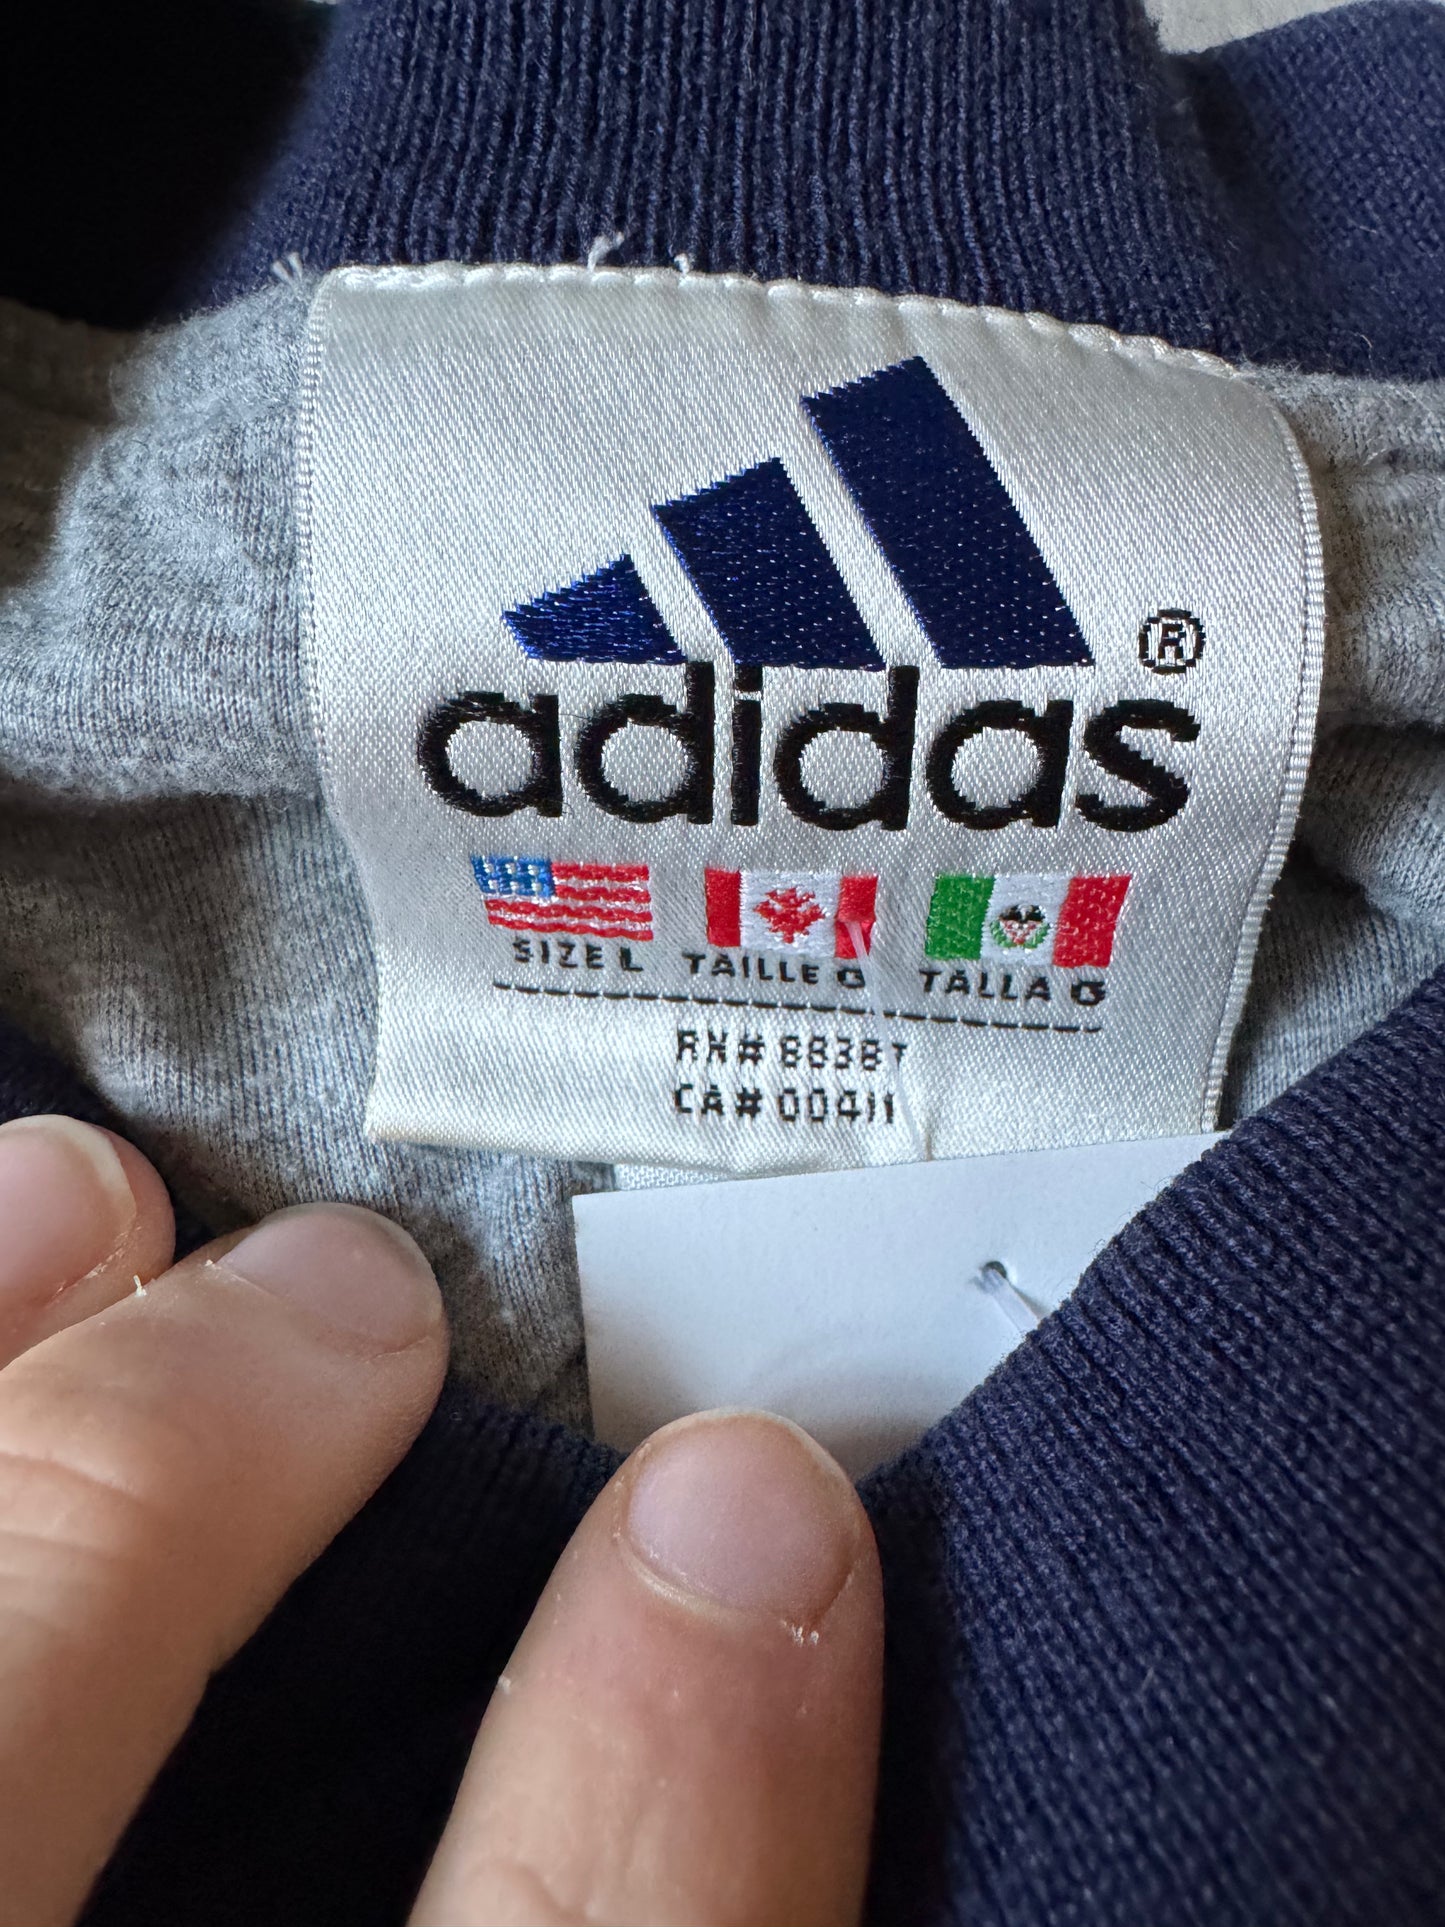 adidas ®
SIZE L TAILLE G TALLA G
RN# 88387
CA# 00411